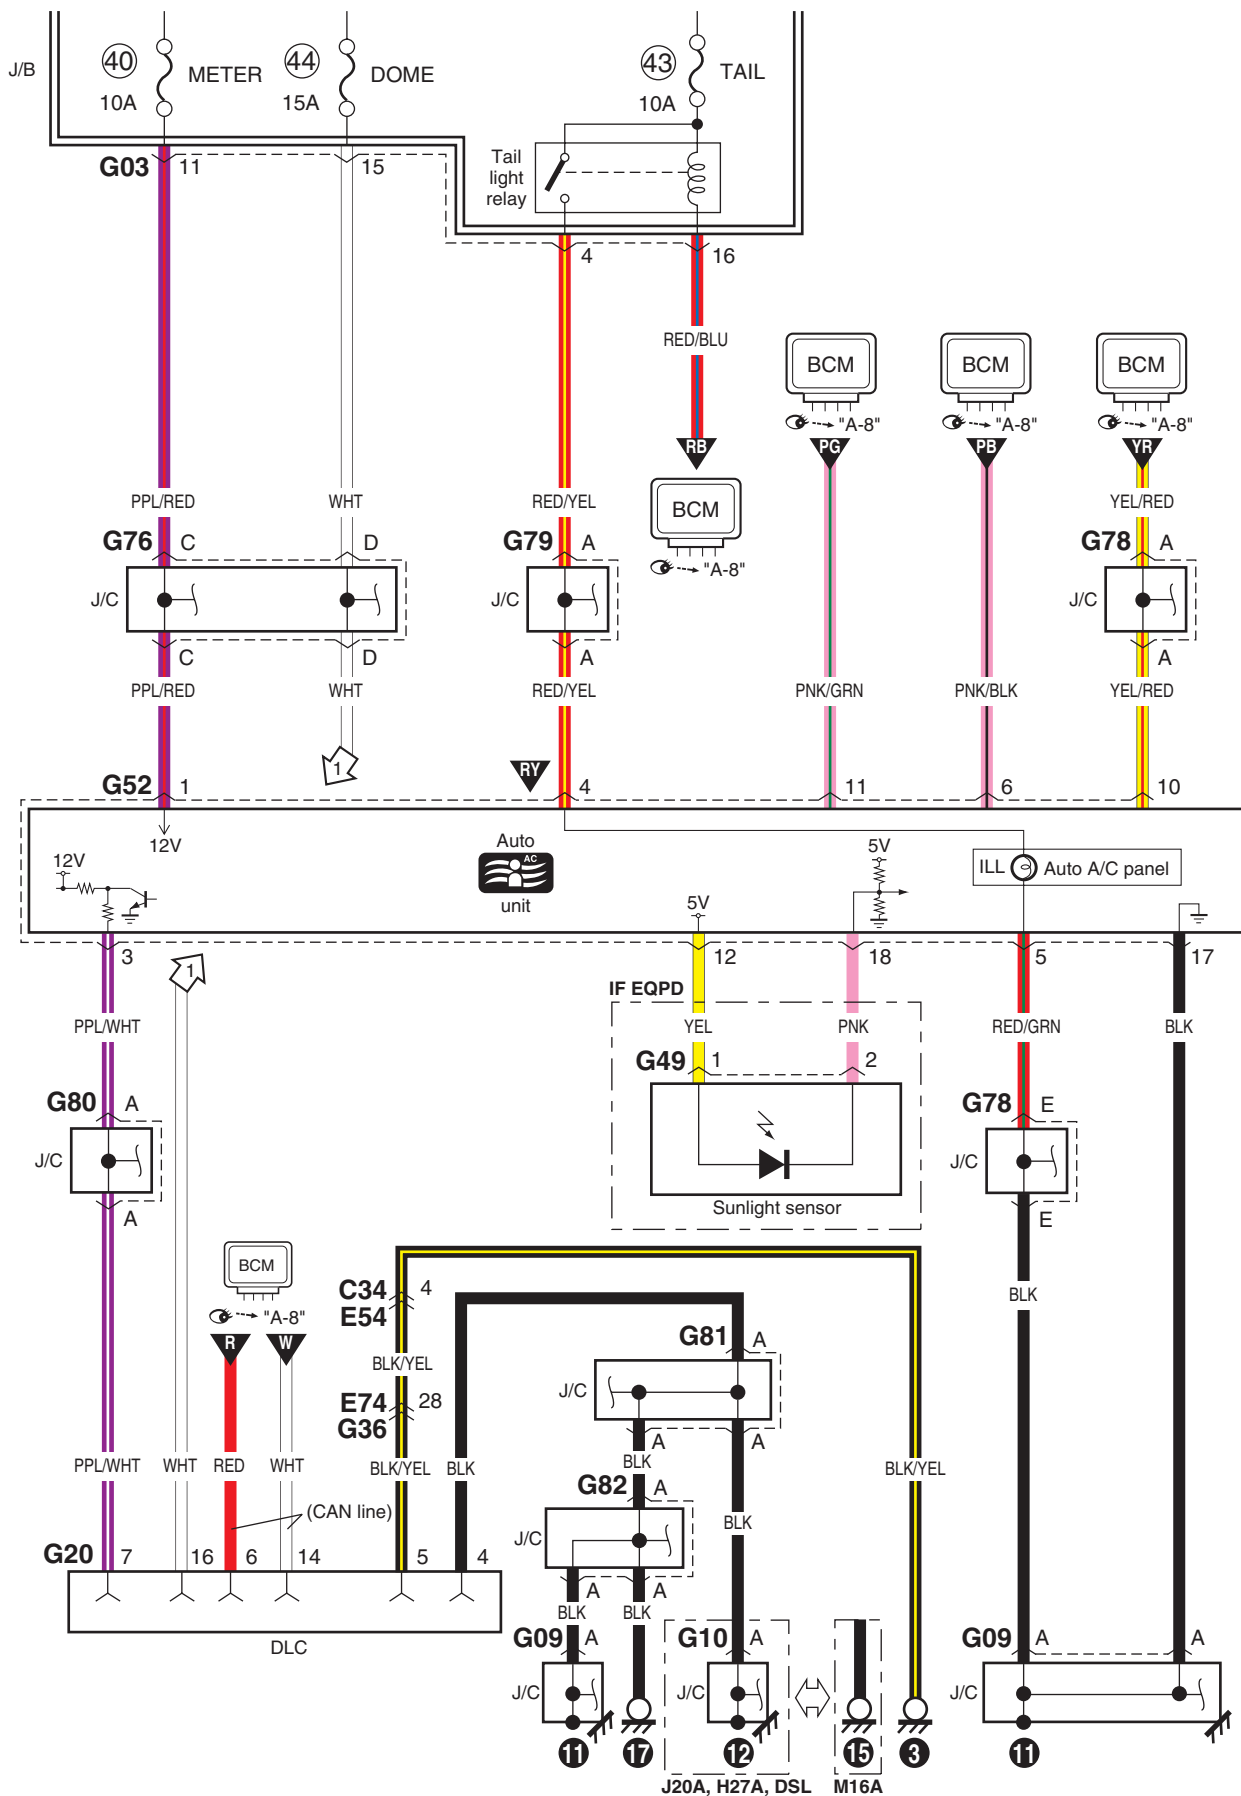 J/B
40
METER
10A
44
DOME
15A
43
TAIL
10A
Tail
light
relay
G03
11
15
4
16
RED/BLU
BCM
BCM
BCM
"A-8"
"A-8"
"A-8"
RB
PG
PB
YR
PPL/RED
WHT
RED/YEL
BCM
YEL/RED
G76
C
D
G79
A
"A-8"
G78
A
J/C
J/C
J/C
C
D
A
A
PPL/RED
WHT
RED/YEL
PNK/GRN
PNK/BLK
YEL/RED
1
RY
G52
1
4
11
6
10
12V
12V
Auto
AC
unit
5V
5V
ILL
Auto A/C panel
3
12
18
5
17
1
IF EQPD
PPL/WHT
YEL
PNK
RED/GRN
BLK
G49
1
2
G80
A
G78
E
J/C
J/C
Sunlight sensor
A
E
BCM
"A-8"
C34
4
E54
BLK
R
W
G81
A
BLK/YEL
J/C
E74
28
G36
A
A
PPL/WHT
WHT
RED
WHT
BLK/YEL
BLK
BLK
BLK/YEL
G82
A
(CAN line)
BLK
J/C
G20
7
16
6
14
5
4
A
A
BLK
BLK
DLC
G09
A
G10
A
G09
A
A
J/C
J/C
J/C
11
17
12
15
3
11
J20A, H27A, DSL
M16A